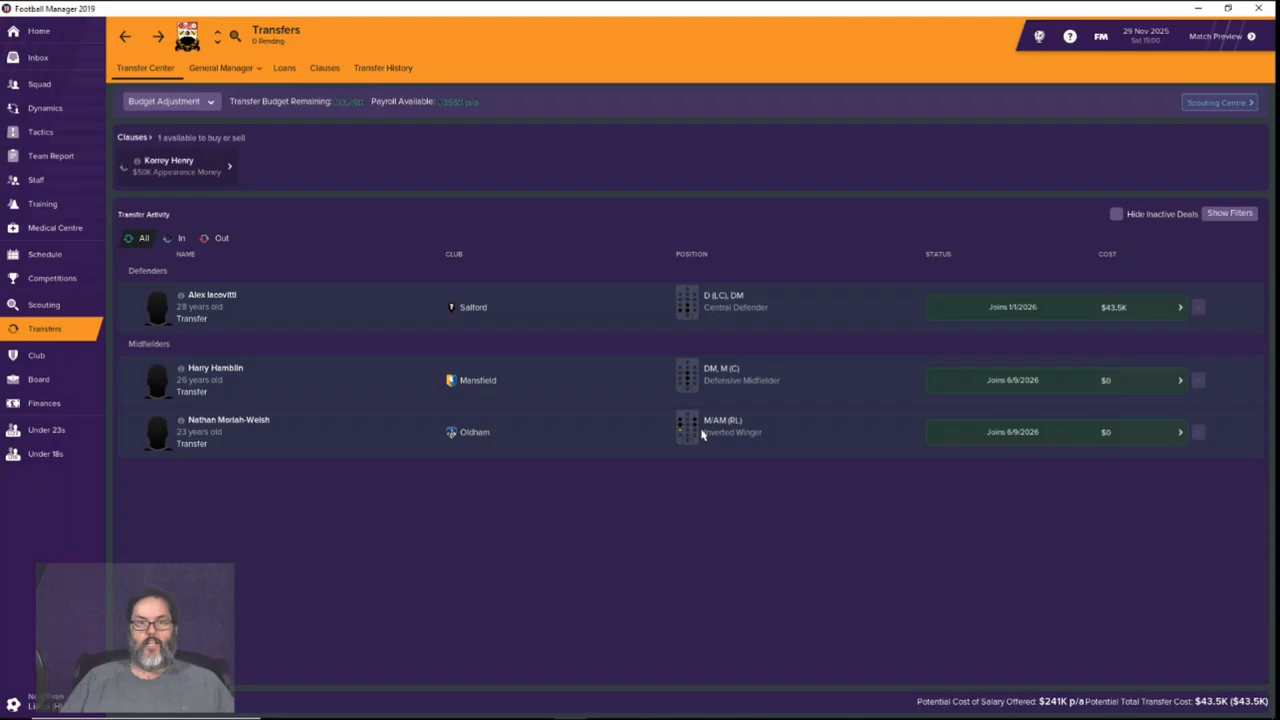 Football Manager 2019
Home
Inbox
Squad
Dynamics
Tactics
Team Report
Staff
Training
Medical Centre
Schedule
Competitions
Scouting
Transfers
Club
Board
Finances
Under 23s
Under 18s
Transfers
0 Pending
29 Nov 2025
Sat 15:00
FM
Match Preview
Transfer Center
General Manager
Loans
Clauses
Transfer History
Budget Adjustment
Transfer Budget Remaining:
Payroll Available:
Scouting Centre
Clauses
1 available to buy or sell
Korrey Henry
$50K Appearance Money
Transfer Activity
Hide Inactive Deals
Show Filters
All
In
Out
NAME
CLUB
POSITION
STATUS
COST
Defenders
Alex Iacovitti
28 years old
Transfer
Salford
D (LC), DM
Central Defender
Joins 1/1/2026
$43.5K
Midfielders
Harry Hamblin
26 years old
Transfer
Mansfield
DM, M (C)
Defensive Midfielder
Joins 6/9/2026
$0
Nathan Moriah-Welsh
23 years old
Transfer
Oldham
M/AM (RL)
Inverted Winger
Joins 6/9/2026
$0
Potential Cost of Salary Offered: $241K p/a Potential Total Transfer Cost: $43.5K ($43.5K)